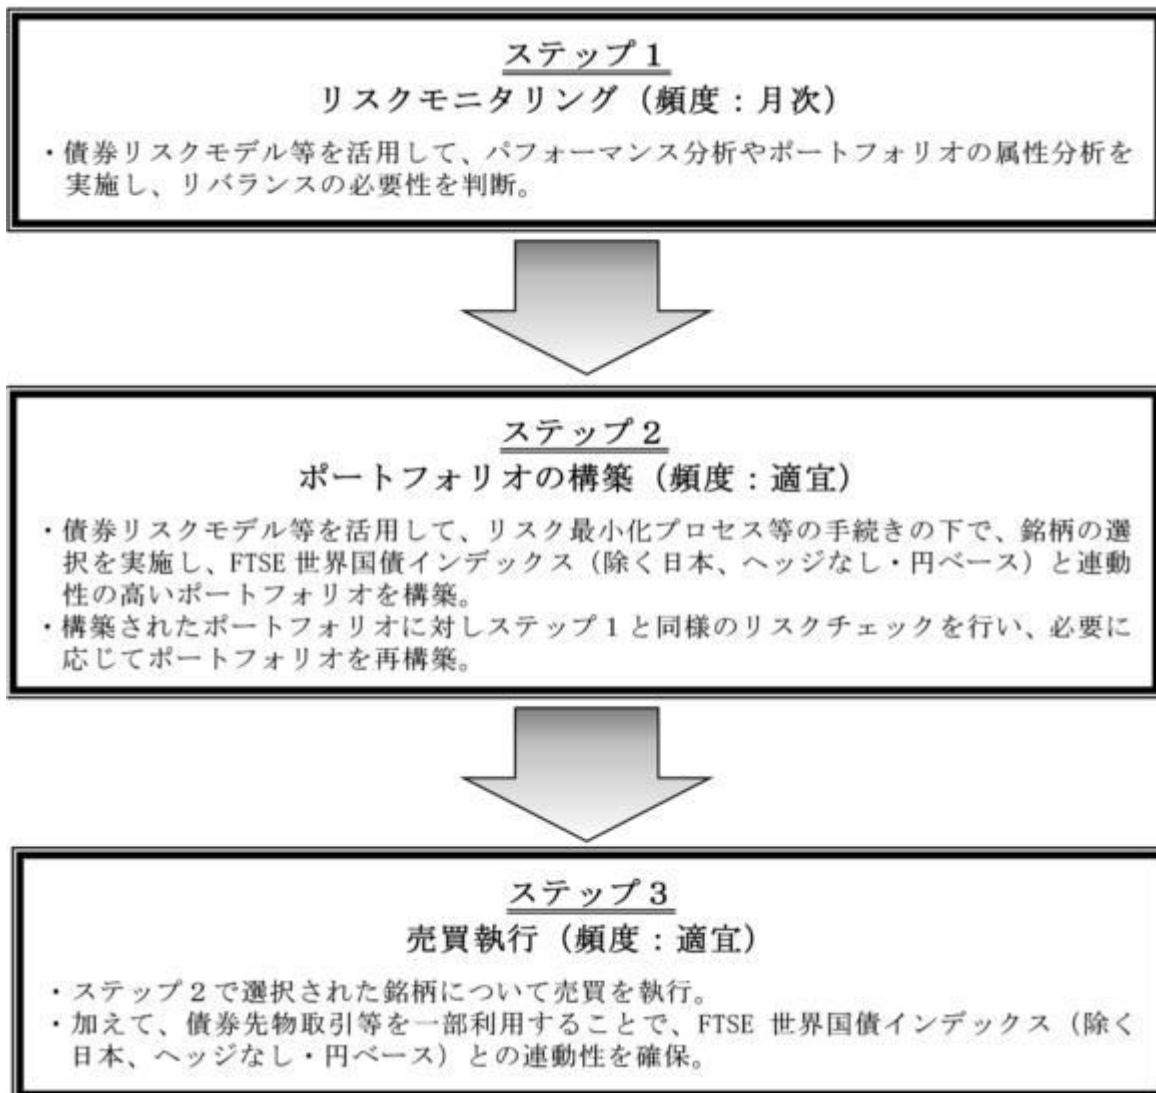 ステップ1
リスクモニタリング（頻度：月次）
・債券リスクモデル等を活用して、パフォーマンス分析やポートフォリオの属性分析を
実施し、リバランスの必要性を判断。
ステップ2
ポートフォリオの構築（頻度：適宜）
・債券リスクモデル等を活用して、リスク最小化プロセス等の手続きの下で、銘柄の選
択を実施し、FTSE 世界国債インデックス（除く日本、ヘッジなし・円ベース）と連動
性の高いポートフォリオを構築。
・構築されたポートフォリオに対しステップ1と同様のリスクチェックを行い、必要に
応じてポートフォリオを再構築。
ステップ3
売買執行（頻度：適宜）
・ステップ2で選択された銘柄について売買を執行。
・加えて、債券先物取引等を一部利用することで、FTSE 世界国債インデックス（除く
日本、ヘッジなし・円ベース）との連動性を確保。